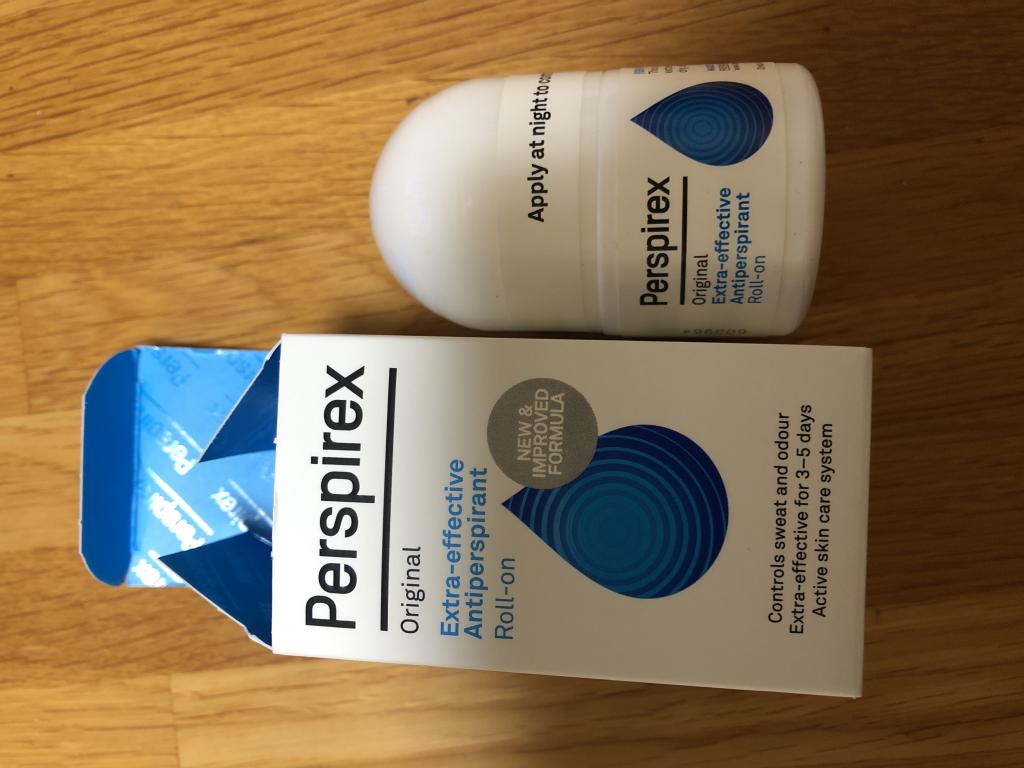 Perspirex
Original
Extra-effective
Antiperspirant
Roll-on
NEW &
IMPROVED
FORMULA
Controls sweat and odour
Extra-effective for 3–5 days
Active skin care system
Apply at night to
Perspirex
Original
Extra-effective
Antiperspirant
Roll-on
Perspirex